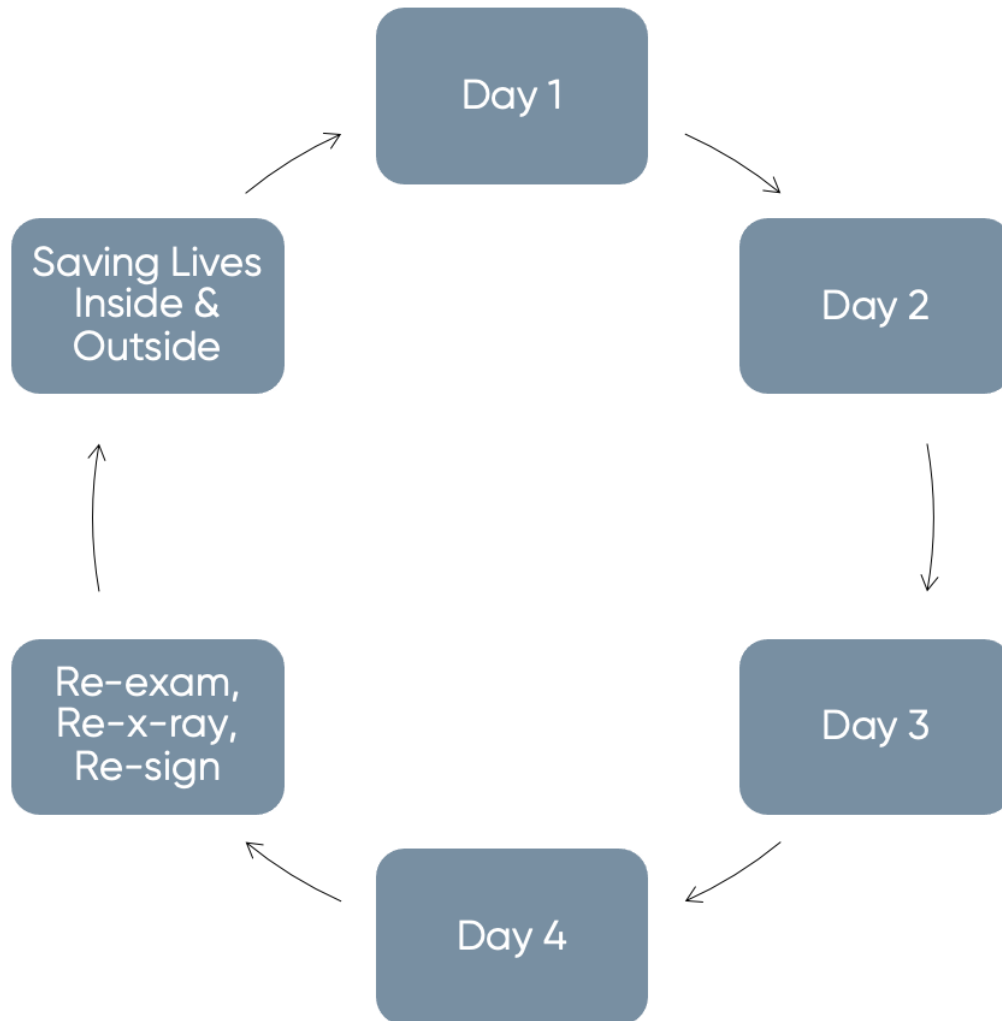 Day 1
Day 2
Day 3
Day 4
Re-exam,
Re-x-ray,
Re-sign
Saving Lives
Inside &
Outside